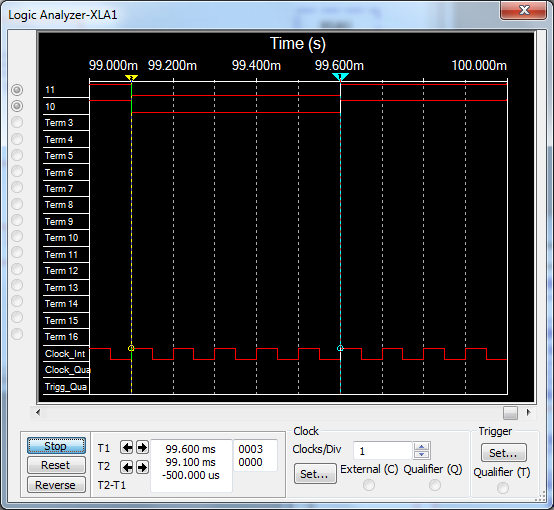 Logic Analyzer-XLA1
Time (s)
99.000m 99.200m 99.400m 99.600m 100.000m
2 1
11
10
Term 3
Term 4
Term 5
Term 6
Term 7
Term 8
Term 9
Term 10
Term 11
Term 12
Term 13
Term 14
Term 15
Term 16
Clock_Int
Clock_Qua
Trigg_Qua
Stop
Reset
Reverse
T1 99.600 ms 0003
T2 99.100 ms 0000
T2-T1 -500.000 us
Clock
Clocks/Div 1
Set... External (C) Qualifier (Q)
Trigger
Set...
Qualifier (T)